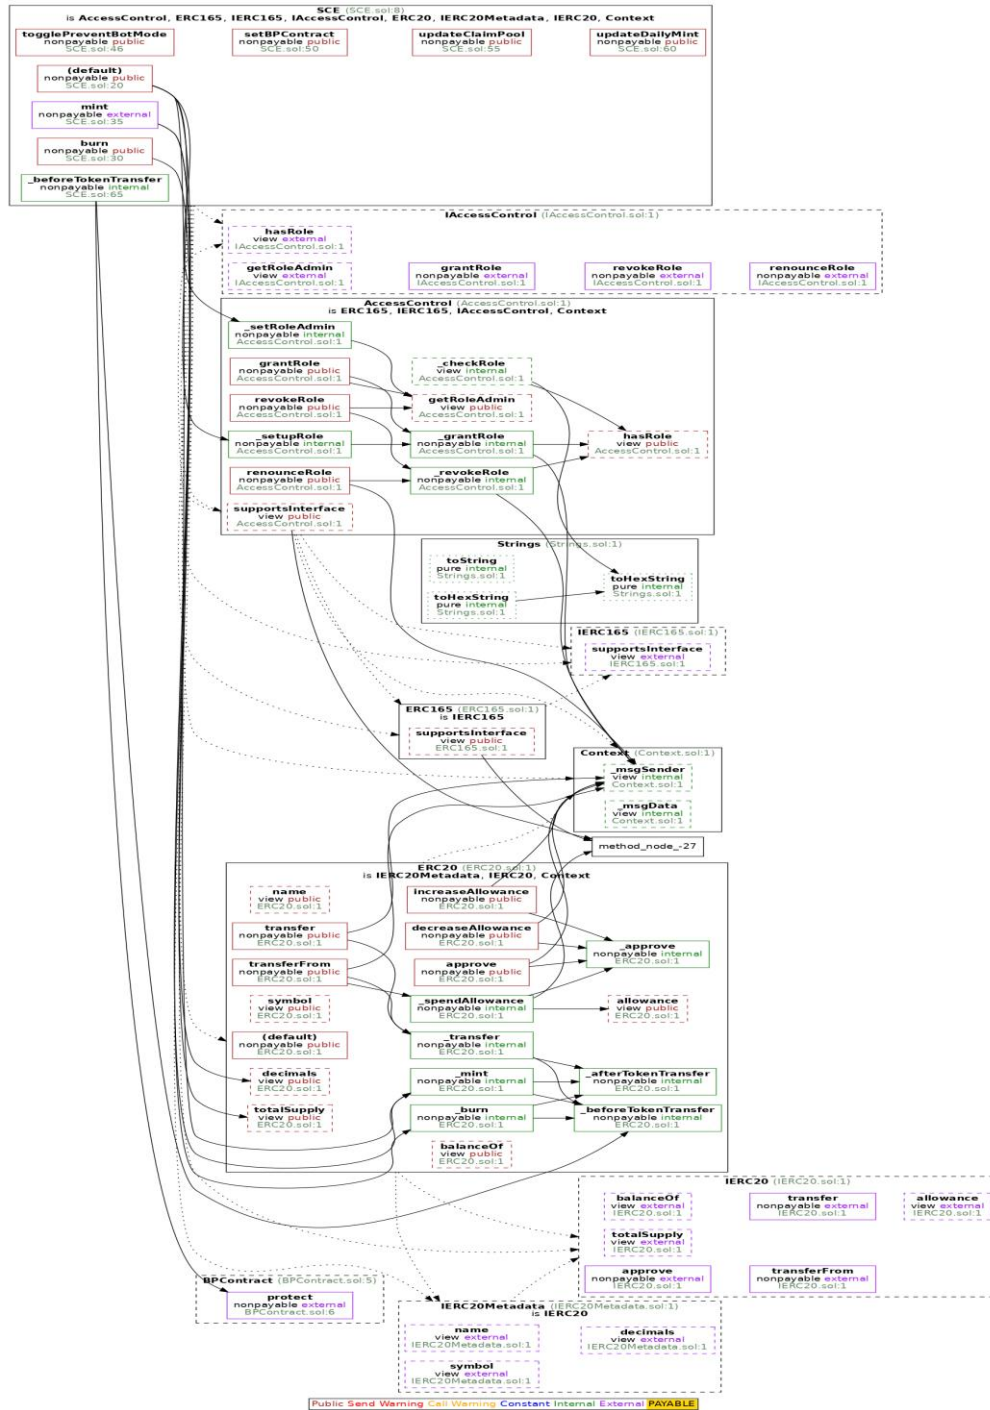 SCE (SCE.sol:8)
is AccessControl, ERC165, IERC165, IAccessControl, ERC20, IERC20Metadata, IERC20, Context
togglePreventBotMode
nonpayable public
SCE.sol:46
setBPContract
nonpayable public
SCE.sol:50
updateClaimPool
nonpayable public
SCE.sol:55
updateDailyMint
nonpayable public
SCE.sol:60
(default)
nonpayable public
SCE.sol:20
mint
nonpayable external
SCE.sol:35
burn
nonpayable public
SCE.sol:30
_beforeTokenTransfer
nonpayable internal
SCE.sol:65
IAccessControl (IAccessControl.sol:1)
hasRole
view external
IAccessControl.sol:1
getRoleAdmin
view external
IAccessControl.sol:1
grantRole
nonpayable external
IAccessControl.sol:1
revokeRole
nonpayable external
IAccessControl.sol:1
renounceRole
nonpayable external
IAccessControl.sol:1
AccessControl (AccessControl.sol:1)
is ERC165, IERC165, IAccessControl, Context
_setRoleAdmin
nonpayable internal
AccessControl.sol:1
grantRole
nonpayable public
AccessControl.sol:1
_checkRole
view internal
AccessControl.sol:1
revokeRole
nonpayable public
AccessControl.sol:1
getRoleAdmin
view public
AccessControl.sol:1
_setupRole
nonpayable internal
AccessControl.sol:1
_grantRole
nonpayable internal
AccessControl.sol:1
hasRole
view public
AccessControl.sol:1
renounceRole
nonpayable public
AccessControl.sol:1
_revokeRole
nonpayable internal
AccessControl.sol:1
supportsInterface
view public
AccessControl.sol:1
Strings (Strings.sol:1)
toString
pure internal
Strings.sol:1
toHexString
pure internal
Strings.sol:1
toHexString
pure internal
Strings.sol:1
IERC165 (IERC165.sol:1)
supportsInterface
view external
IERC165.sol:1
ERC165 (ERC165.sol:1)
is IERC165
supportsInterface
view public
ERC165.sol:1
Context (Context.sol:1)
_msgSender
view internal
Context.sol:1
_msgData
view internal
Context.sol:1
method_node_-27
ERC20 (ERC20.sol:1)
is IERC20Metadata, IERC20, Context
name
view public
ERC20.sol:1
increaseAllowance
nonpayable public
ERC20.sol:1
transfer
nonpayable public
ERC20.sol:1
decreaseAllowance
nonpayable public
ERC20.sol:1
_approve
nonpayable internal
ERC20.sol:1
transferFrom
nonpayable public
ERC20.sol:1
approve
nonpayable public
ERC20.sol:1
symbol
view public
ERC20.sol:1
_spendAllowance
nonpayable internal
ERC20.sol:1
allowance
view public
ERC20.sol:1
(default)
nonpayable public
ERC20.sol:1
_transfer
nonpayable internal
ERC20.sol:1
decimals
view public
ERC20.sol:1
_mint
nonpayable internal
ERC20.sol:1
_afterTokenTransfer
nonpayable internal
ERC20.sol:1
totalSupply
view public
ERC20.sol:1
_burn
nonpayable internal
ERC20.sol:1
_beforeTokenTransfer
nonpayable internal
ERC20.sol:1
balanceOf
view public
ERC20.sol:1
IERC20 (IERC20.sol:1)
balanceOf
view external
IERC20.sol:1
transfer
nonpayable external
IERC20.sol:1
allowance
view external
IERC20.sol:1
totalSupply
view external
IERC20.sol:1
approve
nonpayable external
IERC20.sol:1
transferFrom
nonpayable external
IERC20.sol:1
BPContract (BPContract.sol:5)
protect
nonpayable external
BPContract.sol:6
IERC20Metadata (IERC20Metadata.sol:1)
is IERC20
name
view external
IERC20Metadata.sol:1
decimals
view external
IERC20Metadata.sol:1
symbol
view external
IERC20Metadata.sol:1
Public Send Warning Call Warning Constant Internal External PAYABLE